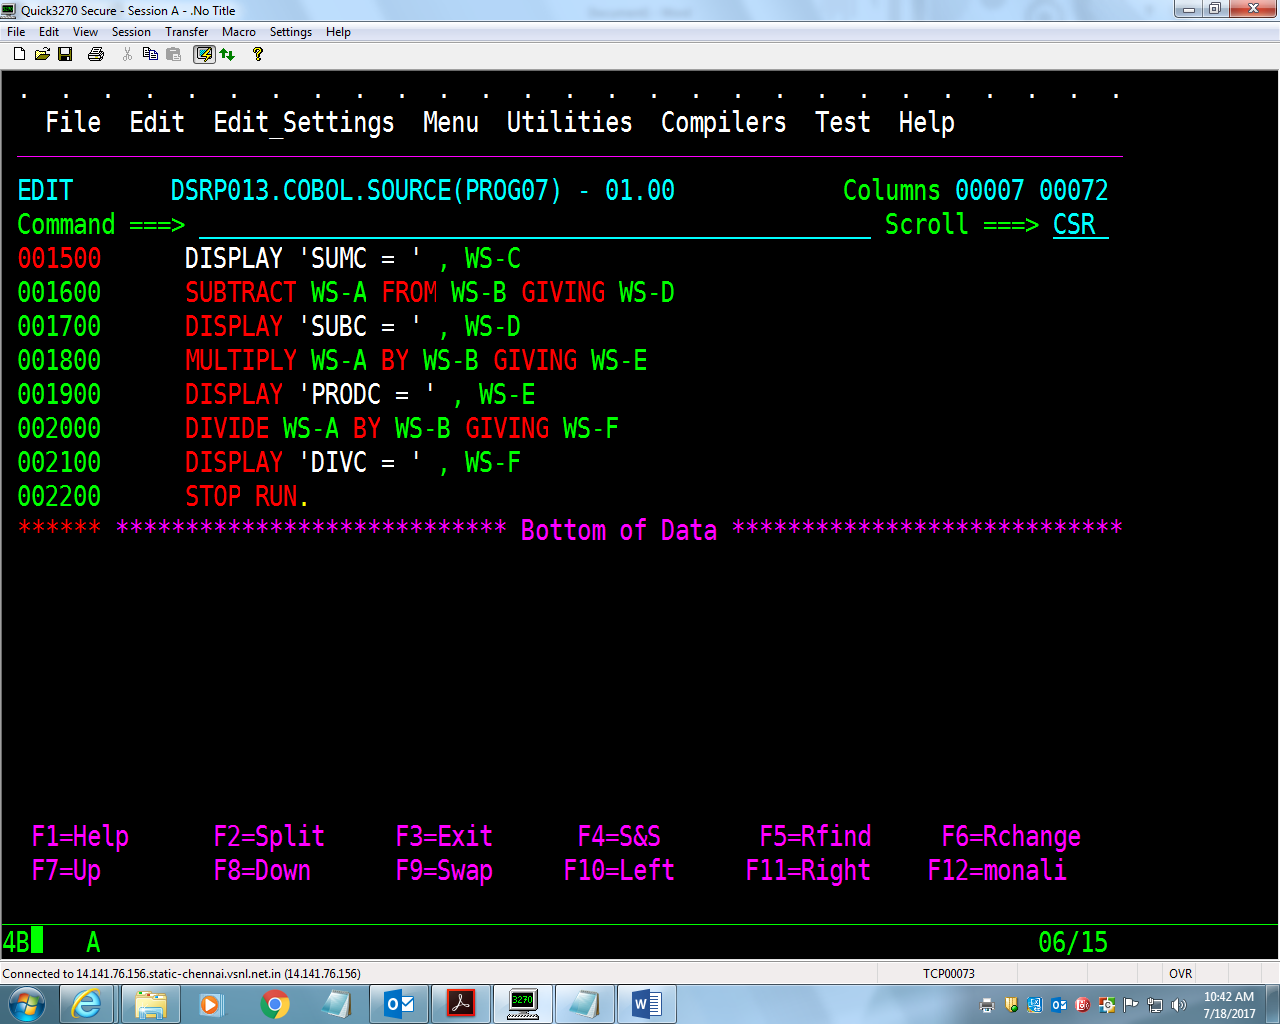 Quick3270 Secure - Session A - .No Title
File Edit View Session Transfer Macro Settings Help
. . . . . . . . . . . . . . . . . . . . . . . . . . .
File Edit Edit_Settings Menu Utilities Compilers Test Help
EDIT DSRP013.COBOL.SOURCE(PROG07) - 01.00 Columns 00007 00072
Command ===> Scroll ===> CSR
001500 DISPLAY 'SUMC = ' , WS-C
001600 SUBTRACT WS-A FROM WS-B GIVING WS-D
001700 DISPLAY 'SUBC = ' , WS-D
001800 MULTIPLY WS-A BY WS-B GIVING WS-E
001900 DISPLAY 'PRODC = ' , WS-E
002000 DIVIDE WS-A BY WS-B GIVING WS-F
002100 DISPLAY 'DIVC = ' , WS-F
002200 STOP RUN.
****** **************************** Bottom of Data ****************************
F1=Help F2=Split F3=Exit F4=S&S F5=Rfind F6=Rchange
F7=Up F8=Down F9=Swap F10=Left F11=Right F12=monali
4B A 06/15
Connected to 14.141.76.156.static-chennai.vsnl.net.in (14.141.76.156) TCP00073 OVR
3270
10:42 AM
7/18/2017